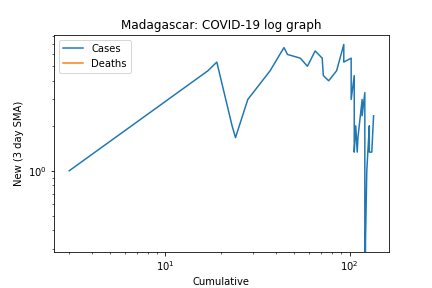 Madagascar: COVID-19 log graph
Cases
Deaths
New (3 day SMA)
10⁰
10¹
10²
Cumulative